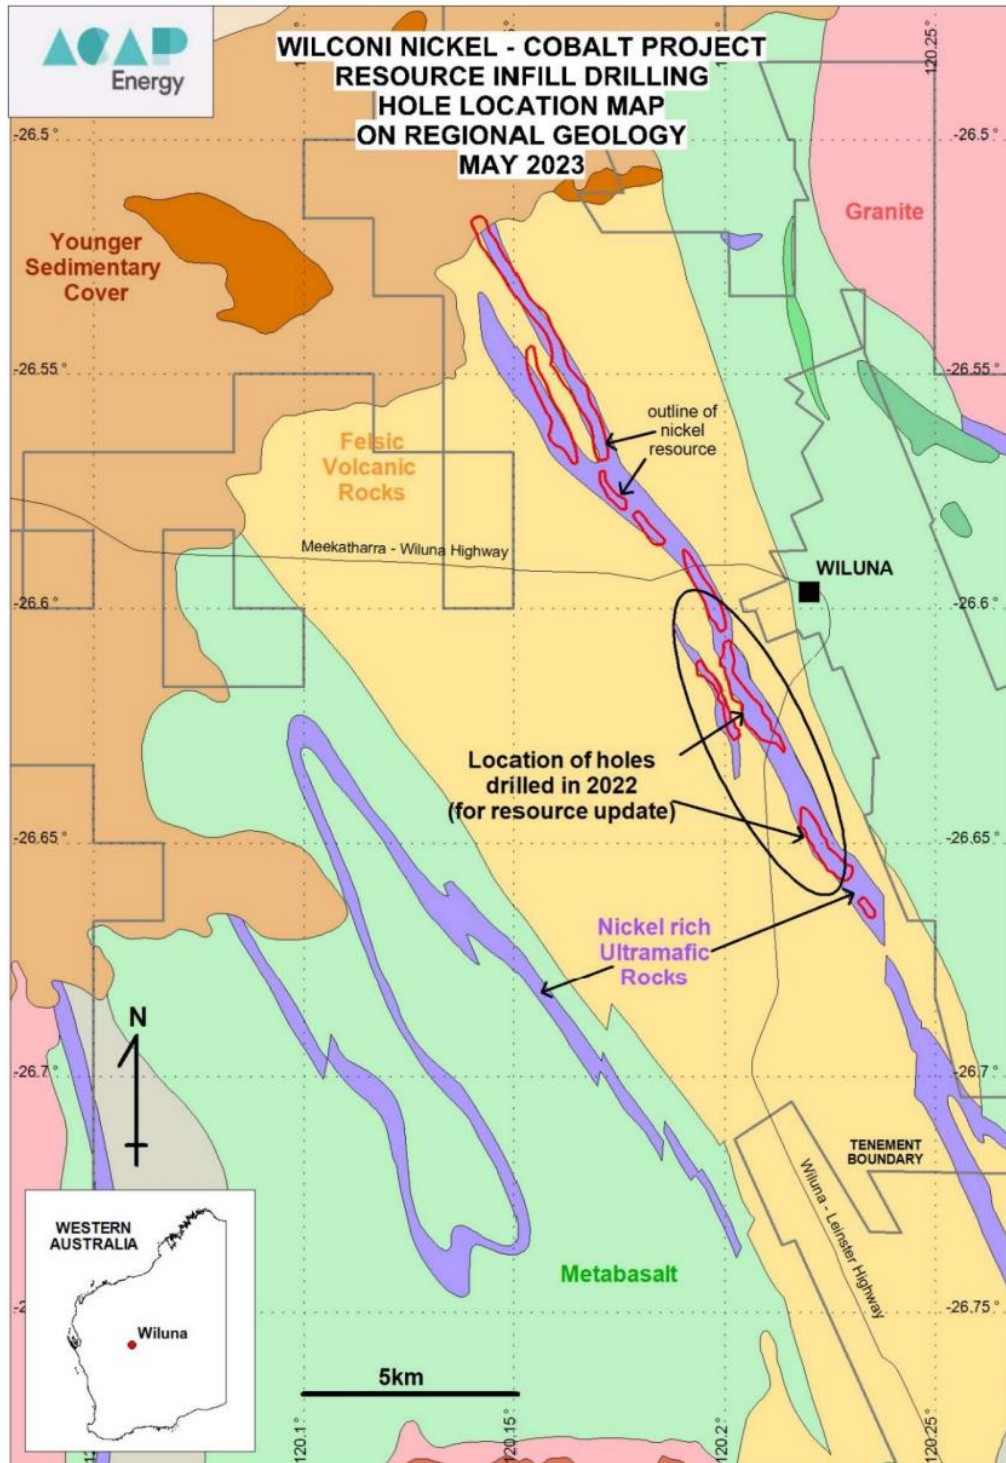 ACAP
Energy
WILCONI NICKEL - COBALT PROJECT
RESOURCE INFILL DRILLING
HOLE LOCATION MAP
ON REGIONAL GEOLOGY
MAY 2023
120.25°
-26.5°
-26.5°
Granite
Younger
Sedimentary
Cover
-26.55°
-26.55°
outline of
nickel
resource
Felsic
Volcanic
Rocks
Meekatharra - Wiluna Highway
WILUNA
-26.6°
-26.6°
Location of holes
drilled in 2022
(for resource update)
-26.65°
-26.65°
Nickel rich
Ultramafic
Rocks
N
-26.7°
-26.7°
TENEMENT
BOUNDARY
Wiluna - Leinster Highway
WESTERN
AUSTRALIA
Wiluna
Metabasalt
-26.75°
5km
120.1°
120.15°
120.2°
120.25°